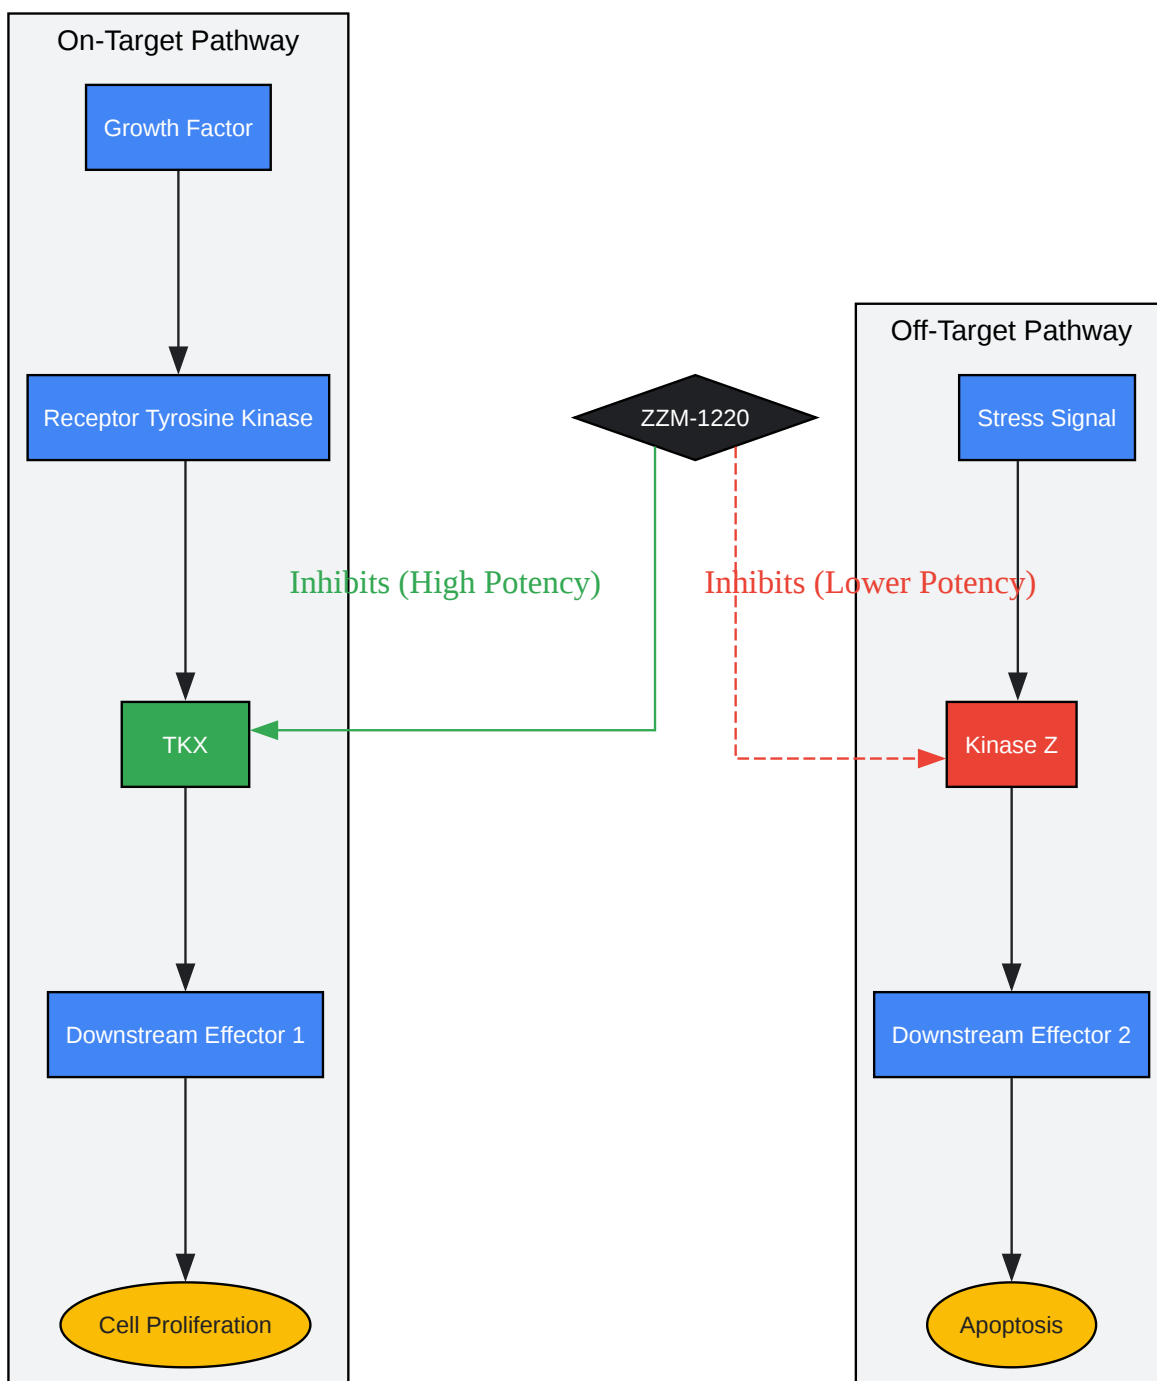 On-Target Pathway
Growth Factor
Receptor Tyrosine Kinase
TKX
Downstream Effector 1
Cell Proliferation
ZZM-1220
Inhibits (High Potency)
Inhibits (Lower Potency)
Off-Target Pathway
Stress Signal
Kinase Z
Downstream Effector 2
Apoptosis